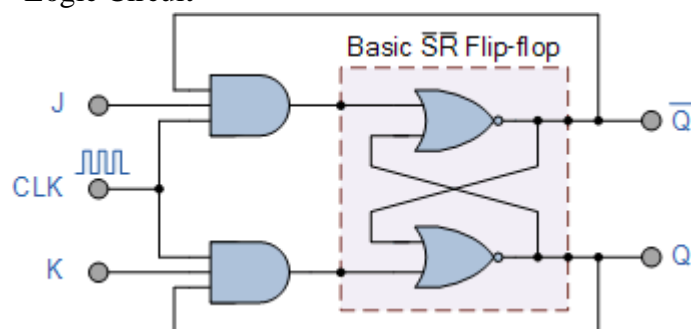 Logic Circuit
Basic S̅R̅ Flip-flop
J
Q̅
CLK
K
Q